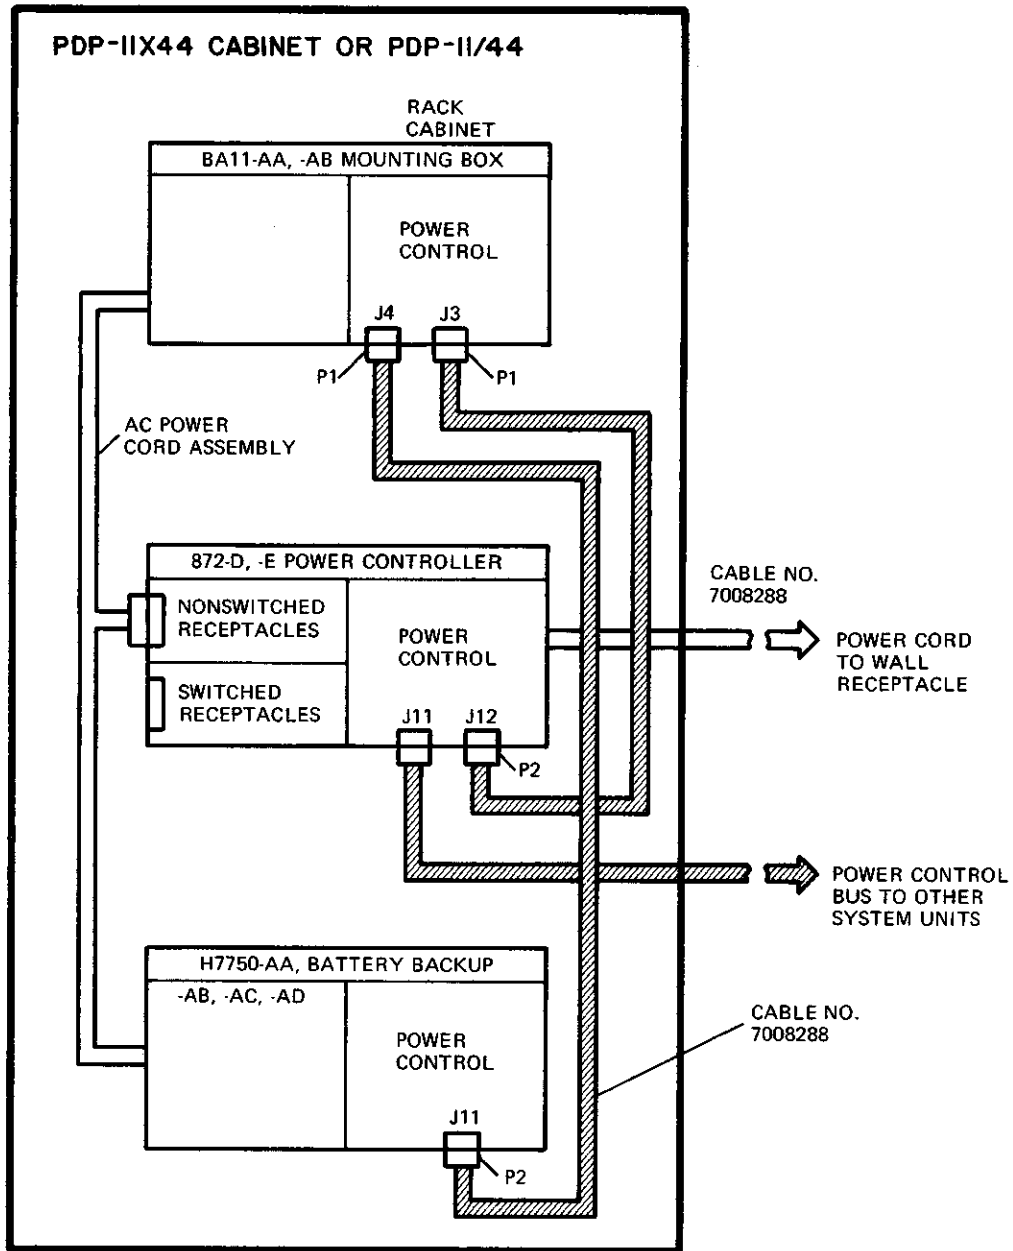 PDP-11X44 CABINET OR PDP-11/44
RACK
CABINET
BA11-AA, -AB MOUNTING BOX
POWER
CONTROL
J4
J3
P1
P1
AC POWER
CORD ASSEMBLY
872-D, -E POWER CONTROLLER
NONSWITCHED
RECEPTACLES
POWER
CONTROL
SWITCHED
RECEPTACLES
J11
J12
P2
CABLE NO.
7008288
POWER CORD
TO WALL
RECEPTACLE
POWER CONTROL
BUS TO OTHER
SYSTEM UNITS
H7750-AA, BATTERY BACKUP
-AB, -AC, -AD
POWER
CONTROL
J11
P2
CABLE NO.
7008288